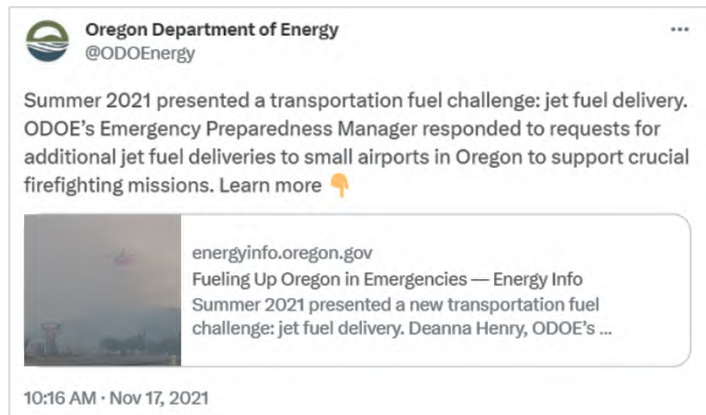 Oregon Department of Energy
@ODOEnergy
Summer 2021 presented a transportation fuel challenge: jet fuel delivery.
ODOE's Emergency Preparedness Manager responded to requests for
additional jet fuel deliveries to small airports in Oregon to support crucial
firefighting missions. Learn more 👇
energyinfo.oregon.gov
Fueling Up Oregon in Emergencies — Energy Info
Summer 2021 presented a new transportation fuel
challenge: jet fuel delivery. Deanna Henry, ODOE's ...
10:16 AM · Nov 17, 2021